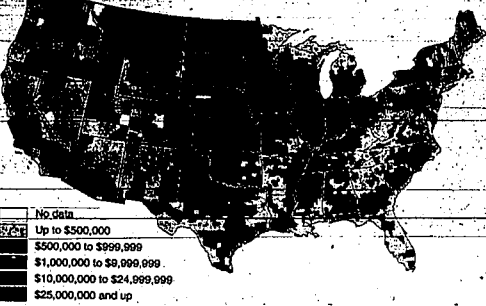 No data
Up to $500,000
$500,000 to $999,999
$1,000,000 to $9,999,999
$10,000,000 to $24,999,999
$25,000,000 and up